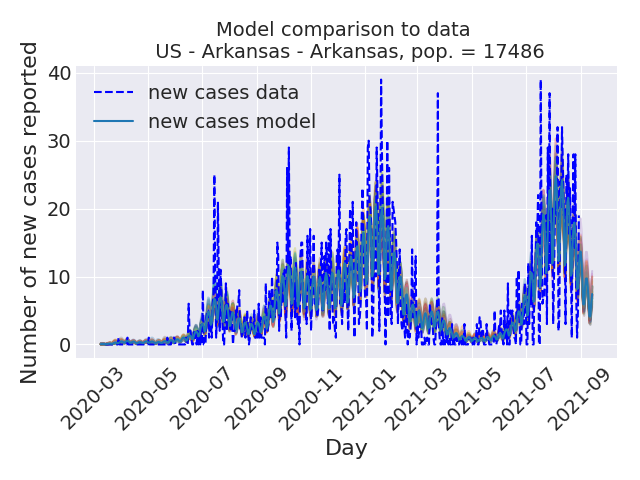 Model comparison to data
US - Arkansas - Arkansas, pop. = 17486
Number of new cases reported
40
30
20
10
0
new cases data
new cases model
2020-03
2020-05
2020-07
2020-09
2020-11
2021-01
2021-03
2021-05
2021-07
2021-09
Day